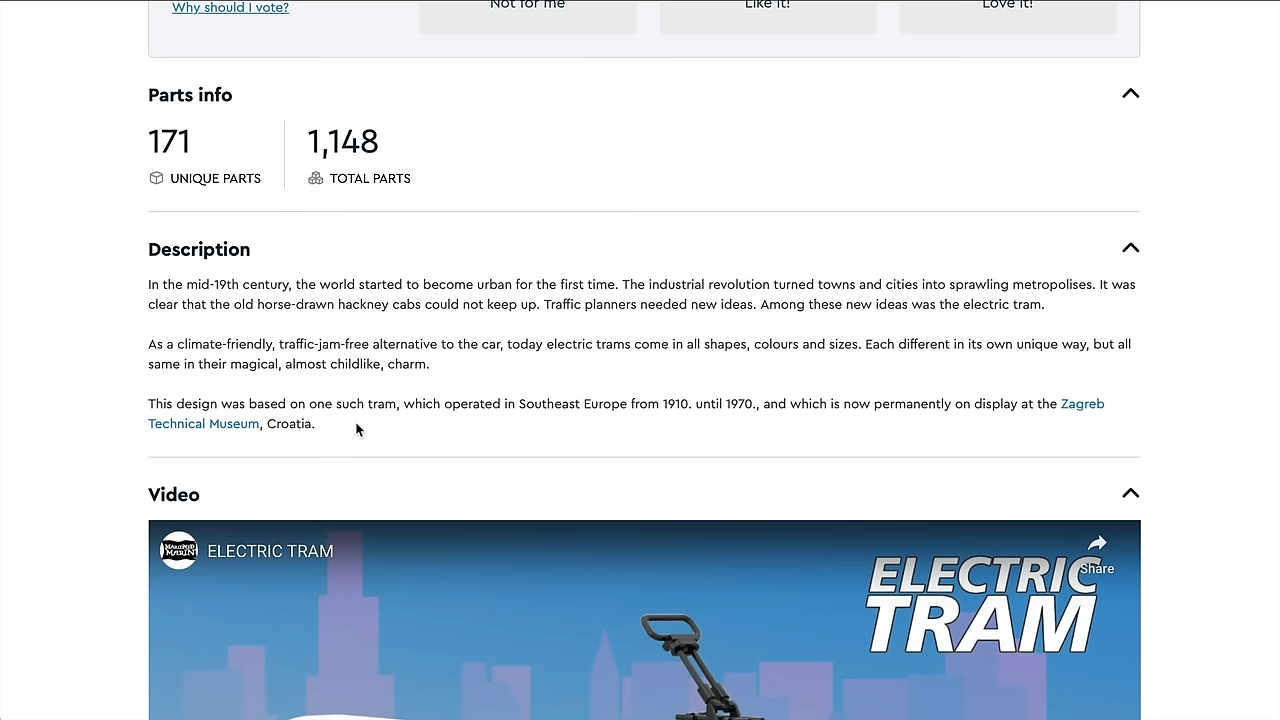 Why should I vote?
Not for me
Like it!
Love it!
Parts info
171
1,148
UNIQUE PARTS
TOTAL PARTS
Description
In the mid-19th century, the world started to become urban for the first time. The industrial revolution turned towns and cities into sprawling metropolises. It was
clear that the old horse-drawn hackney cabs could not keep up. Traffic planners needed new ideas. Among these new ideas was the electric tram.
As a climate-friendly, traffic-jam-free alternative to the car, today electric trams come in all shapes, colours and sizes. Each different in its own unique way, but all
same in their magical, almost childlike, charm.
This design was based on one such tram, which operated in Southeast Europe from 1910. until 1970., and which is now permanently on display at the Zagreb
Technical Museum, Croatia.
Video
ELECTRIC TRAM
Share
ELECTRIC
TRAM